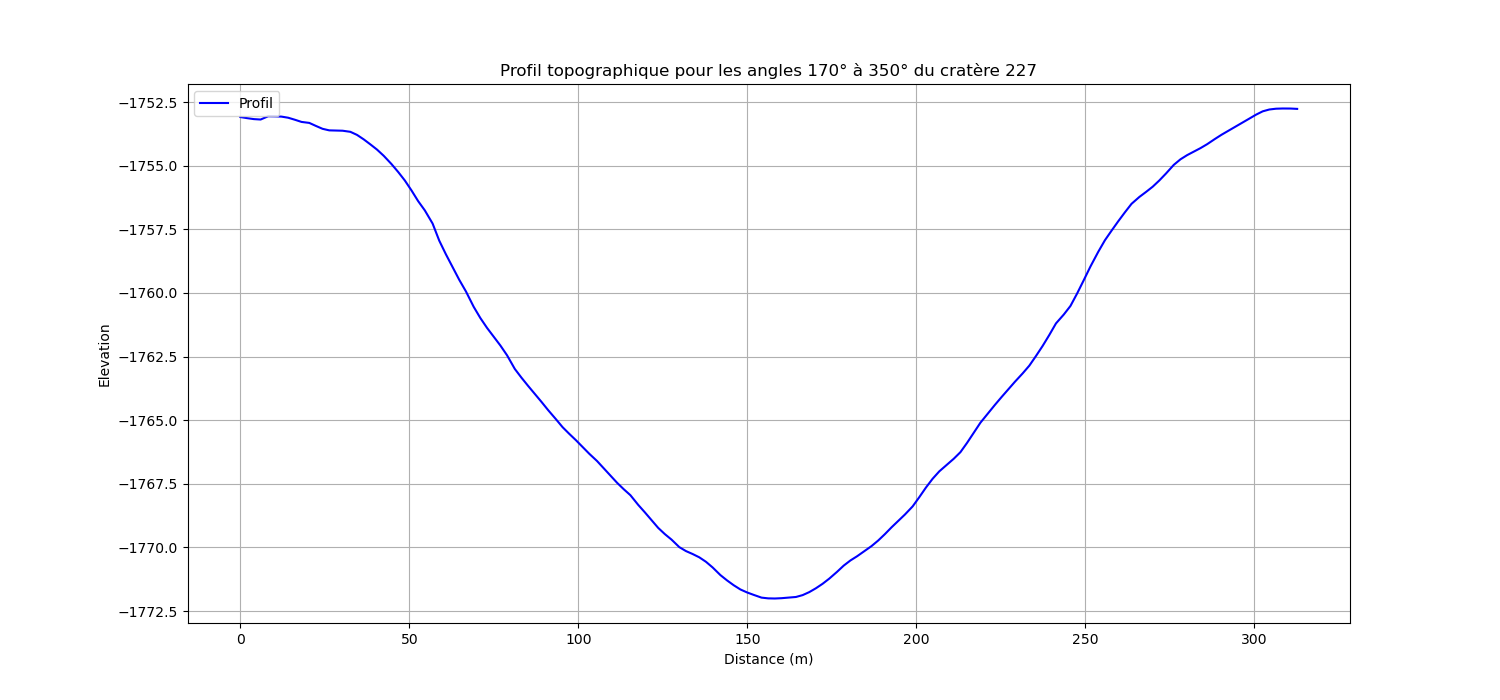 Profil topographique pour les angles 170° à 350° du cratère 227
Profil
−1752.5
−1755.0
−1757.5
−1760.0
−1762.5
−1765.0
−1767.5
−1770.0
−1772.5
Elevation
0 50 100 150 200 250 300
Distance (m)